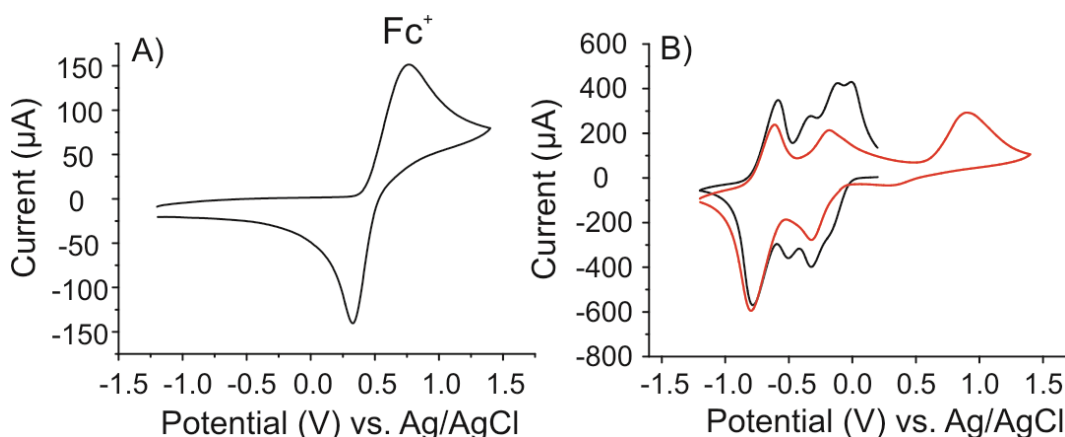 A)
Fc⁺
Current (µA)
150
100
50
0
-50
-100
-150
-1.5 -1.0 -0.5 0.0 0.5 1.0 1.5
Potential (V) vs. Ag/AgCl
B)
Current (µA)
600
400
200
0
-200
-400
-600
-800
-1.5 -1.0 -0.5 0.0 0.5 1.0 1.5
Potential (V) vs. Ag/AgCl